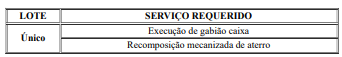 LOTE SERVIÇO REQUERIDO
Único
Execução de gabião caixa
Recomposição mecanizada de aterro